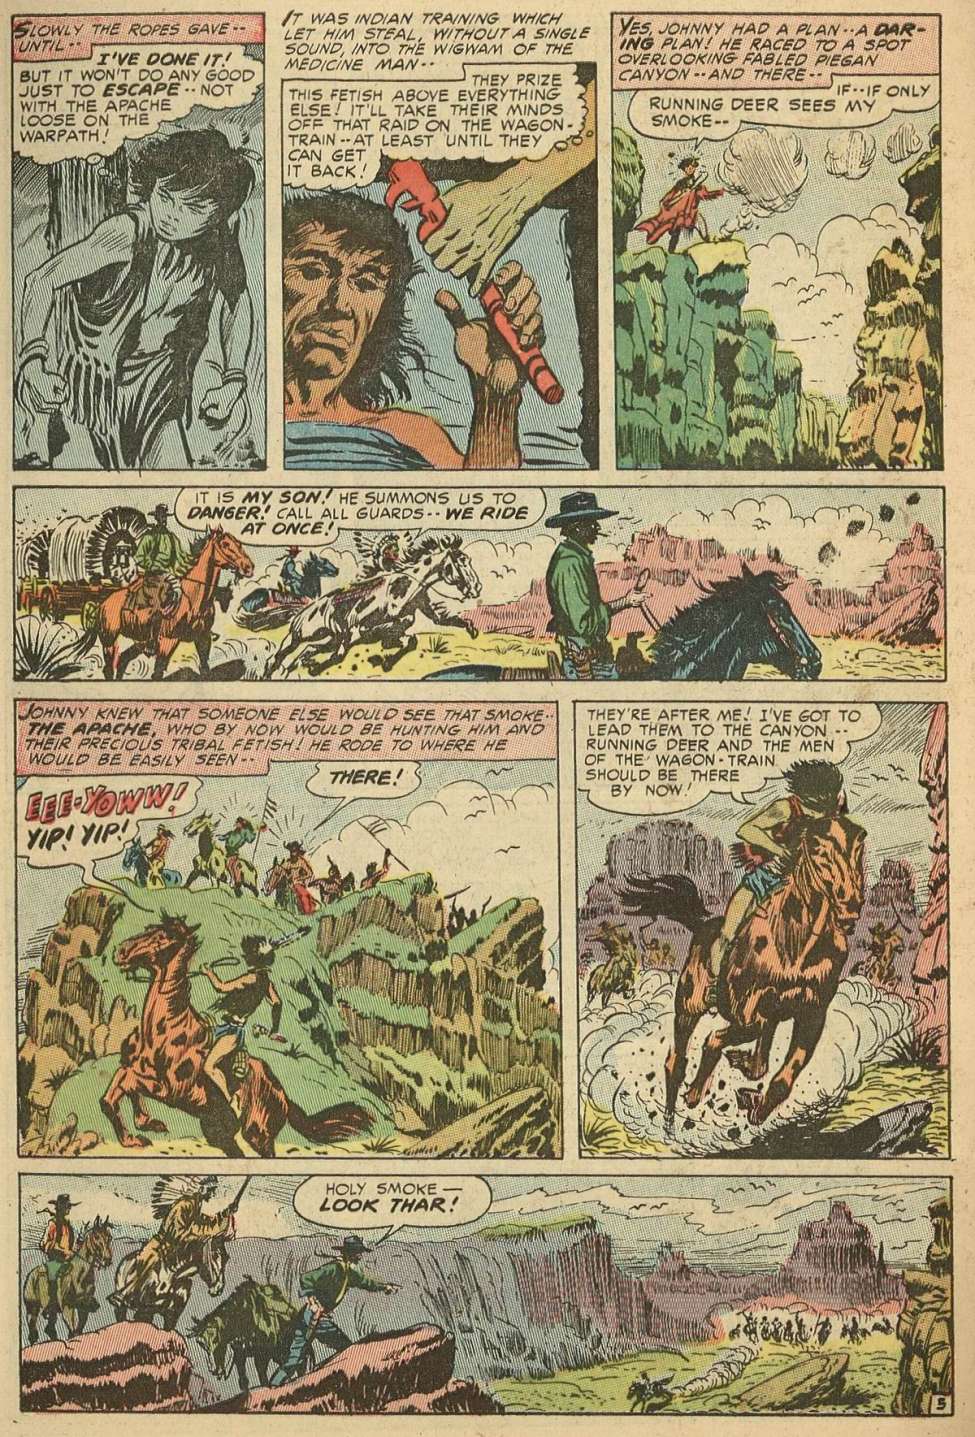 SLOWLY THE ROPES GAVE--
UNTIL--
I'VE DONE IT!
BUT IT WON'T DO ANY GOOD
JUST TO ESCAPE--NOT
WITH THE APACHE
LOOSE ON THE
WARPATH!
IT WAS INDIAN TRAINING WHICH
LET HIM STEAL, WITHOUT A SINGLE
SOUND, INTO THE WIGWAM OF THE
MEDICINE MAN--
THEY PRIZE
THIS FETISH ABOVE EVERYTHING
ELSE! IT'LL TAKE THEIR MINDS
OFF THAT RAID ON THE WAGON-
TRAIN--AT LEAST UNTIL THEY
CAN GET
IT BACK!
YES, JOHNNY HAD A PLAN--A DAR-
ING PLAN! HE RACED TO A SPOT
OVERLOOKING FABLED PIEGAN
CANYON--AND THERE--
IF--IF ONLY
RUNNING DEER SEES MY
SMOKE--
IT IS MY SON! HE SUMMONS US TO
DANGER! CALL ALL GUARDS--WE RIDE
AT ONCE!
JOHNNY KNEW THAT SOMEONE ELSE WOULD SEE THAT SMOKE--
THE APACHE, WHO BY NOW WOULD BE HUNTING HIM AND
THEIR PRECIOUS TRIBAL FETISH! HE RODE TO WHERE HE
WOULD BE EASILY SEEN--
EEE-YOWW!
YIP! YIP!
THERE!
THEY'RE AFTER ME! I'VE GOT TO
LEAD THEM TO THE CANYON--
RUNNING DEER AND THE MEN
OF THE WAGON-TRAIN
SHOULD BE THERE
BY NOW!
HOLY SMOKE--
LOOK THAR!
5